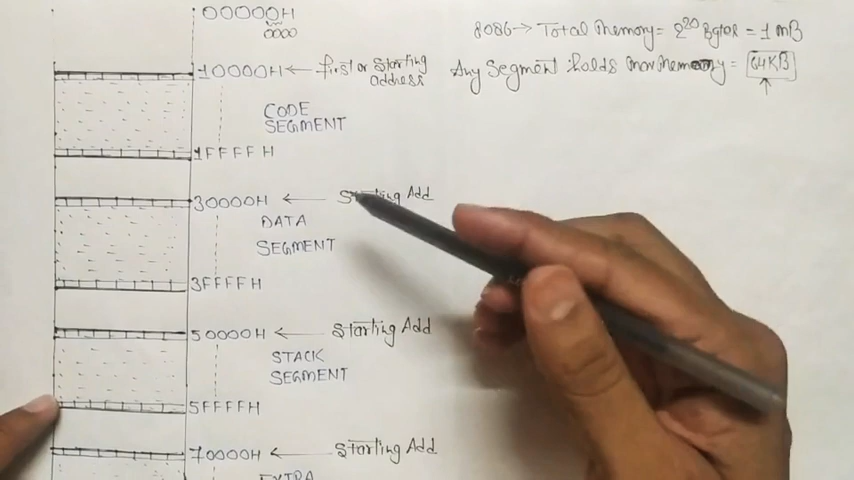 00000H
0000
8086→ Total Memory = 2^20 Bytes = 1 MB
10000H ← First or Starting address
Any Segment holds max Memory = 64KB
CODE
SEGMENT
1FFFFH
30000H ← Starting Add
DATA
SEGMENT
3FFFFH
50000H ← Starting Add
STACK
SEGMENT
5FFFFH
70000H ← Starting Add
EXTRA